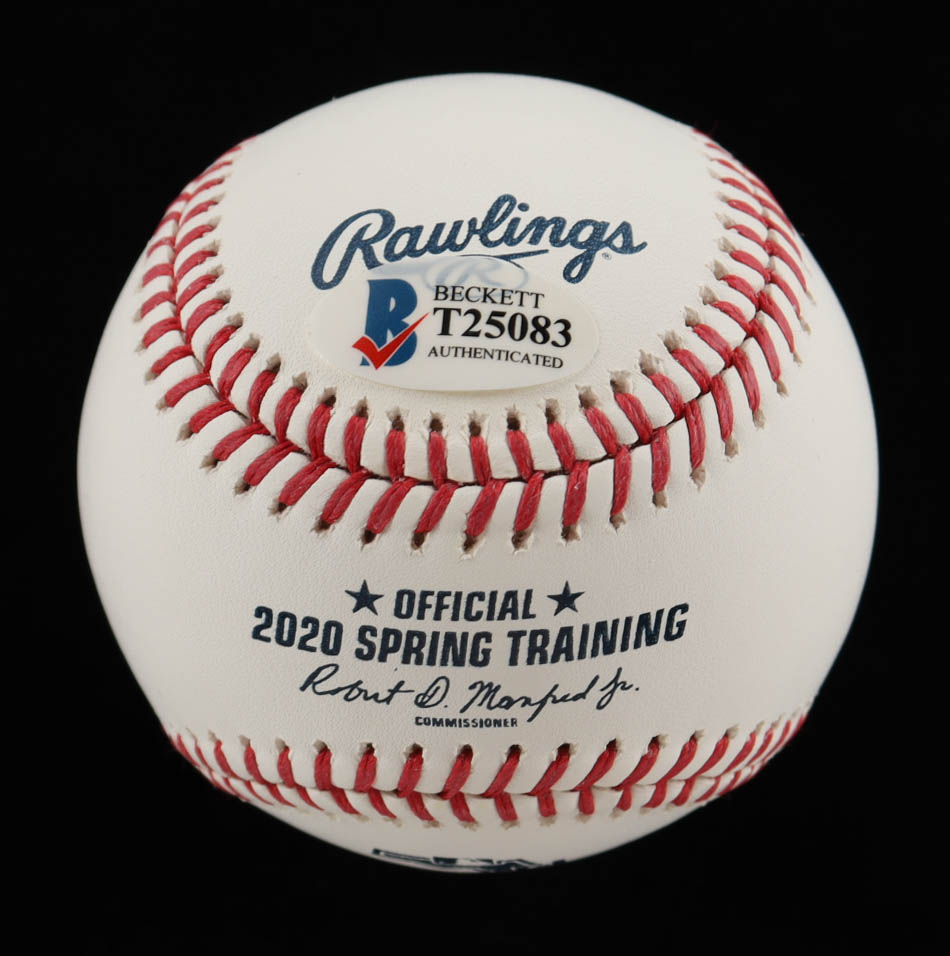 Rawlings
®
R
BECKETT
B T25083
AUTHENTICATED
★ OFFICIAL ★
2020 SPRING TRAINING
Robert D. Manfred Jr.
COMMISSIONER